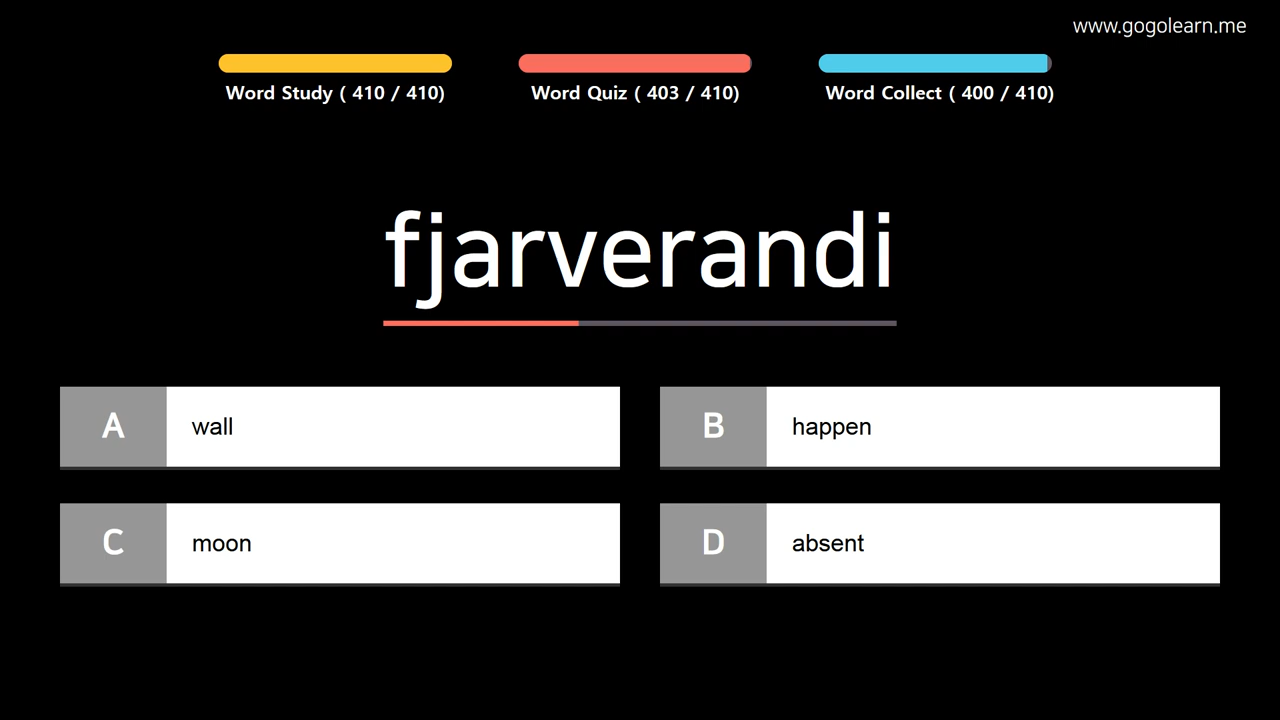 www.gogolearn.me
Word Study ( 410 / 410)
Word Quiz ( 403 / 410)
Word Collect ( 400 / 410)
fjarverandi
A wall
B happen
C moon
D absent